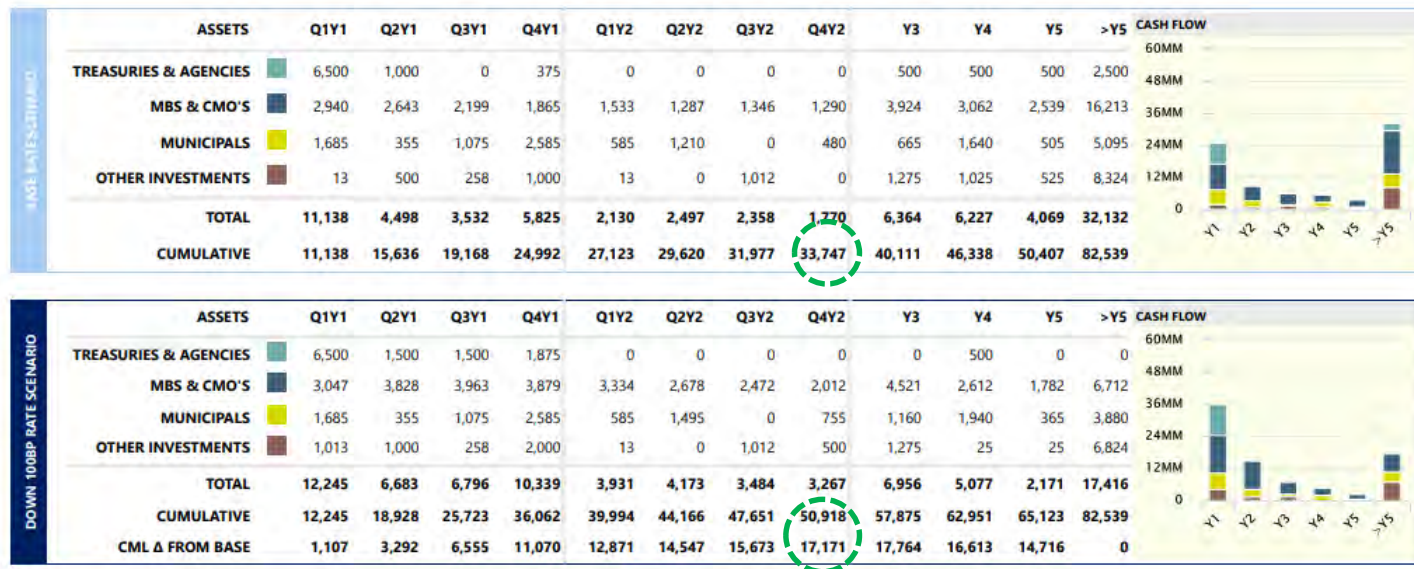 BASE RATE SCENARIO
ASSETS Q1Y1 Q2Y1 Q3Y1 Q4Y1 Q1Y2 Q2Y2 Q3Y2 Q4Y2 Y3 Y4 Y5 >Y5 CASH FLOW
TREASURIES & AGENCIES 6,500 1,000 0 375 0 0 0 0 500 500 500 2,500
MBS & CMO'S 2,940 2,643 2,199 1,865 1,533 1,287 1,346 1,290 3,924 3,062 2,539 16,213
MUNICIPALS 1,685 355 1,075 2,585 585 1,210 0 480 665 1,640 505 5,095
OTHER INVESTMENTS 13 500 258 1,000 13 0 1,012 0 1,275 1,025 525 8,324
TOTAL 11,138 4,498 3,532 5,825 2,130 2,497 2,358 1,770 6,364 6,227 4,069 32,132
CUMULATIVE 11,138 15,636 19,168 24,992 27,123 29,620 31,977 33,747 40,111 46,338 50,407 82,539
60MM
48MM
36MM
24MM
12MM
0
Y1 Y2 Y3 Y4 Y5 >Y5
DOWN 100BP RATE SCENARIO
ASSETS Q1Y1 Q2Y1 Q3Y1 Q4Y1 Q1Y2 Q2Y2 Q3Y2 Q4Y2 Y3 Y4 Y5 >Y5 CASH FLOW
TREASURIES & AGENCIES 6,500 1,500 1,500 1,875 0 0 0 0 0 500 0 0
MBS & CMO'S 3,047 3,828 3,963 3,879 3,334 2,678 2,472 2,012 4,521 2,612 1,782 6,712
MUNICIPALS 1,685 355 1,075 2,585 585 1,495 0 755 1,160 1,940 365 3,880
OTHER INVESTMENTS 1,013 1,000 258 2,000 13 0 1,012 500 1,275 25 25 6,824
TOTAL 12,245 6,683 6,796 10,339 3,931 4,173 3,484 3,267 6,956 5,077 2,171 17,416
CUMULATIVE 12,245 18,928 25,723 36,062 39,994 44,166 47,651 50,918 57,875 62,951 65,123 82,539
CML Δ FROM BASE 1,107 3,292 6,555 11,070 12,871 14,547 15,673 17,171 17,764 16,613 14,716 0
60MM
48MM
36MM
24MM
12MM
0
Y1 Y2 Y3 Y4 Y5 >Y5